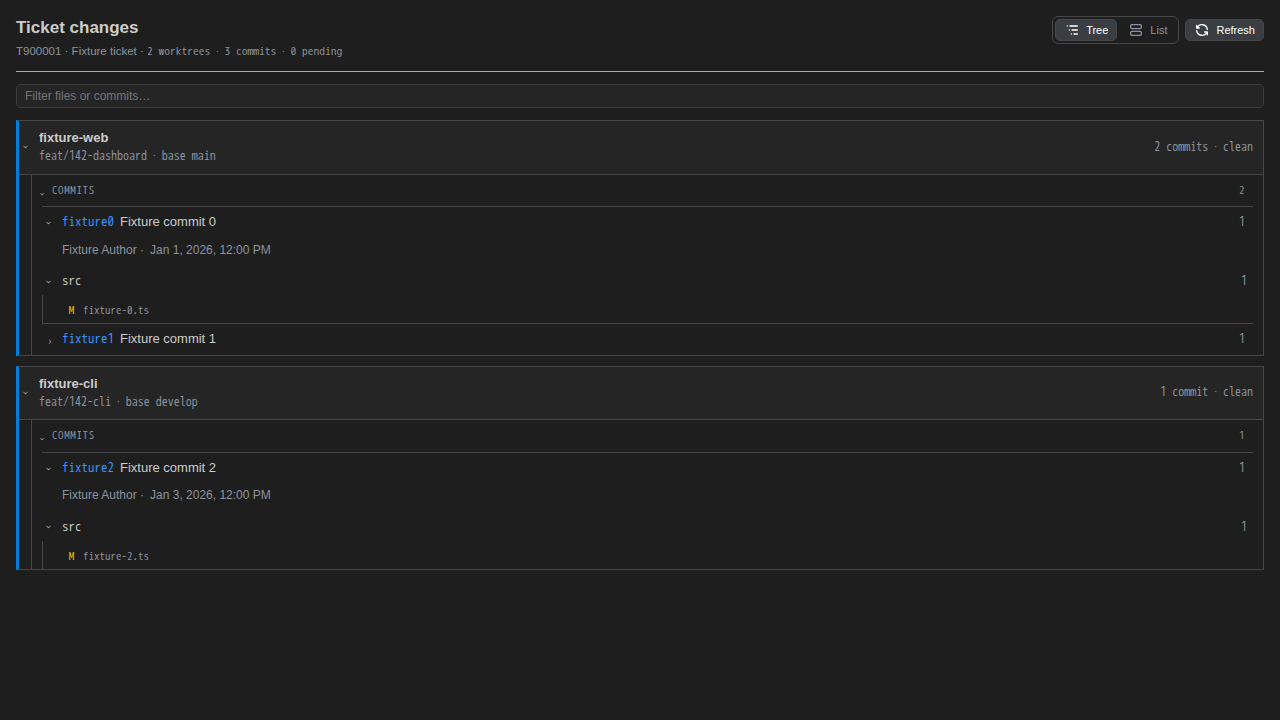 Ticket changes
Tree
List
Refresh
T900001 · Fixture ticket · 2 worktrees · 3 commits · 0 pending
Filter files or commits…
fixture-web
feat/142-dashboard · base main
2 commits · clean
COMMITS
2
fixture0 Fixture commit 0
1
Fixture Author · Jan 1, 2026, 12:00 PM
src
1
M fixture-0.ts
fixture1 Fixture commit 1
1
fixture-cli
feat/142-cli · base develop
1 commit · clean
COMMITS
1
fixture2 Fixture commit 2
1
Fixture Author · Jan 3, 2026, 12:00 PM
src
1
M fixture-2.ts